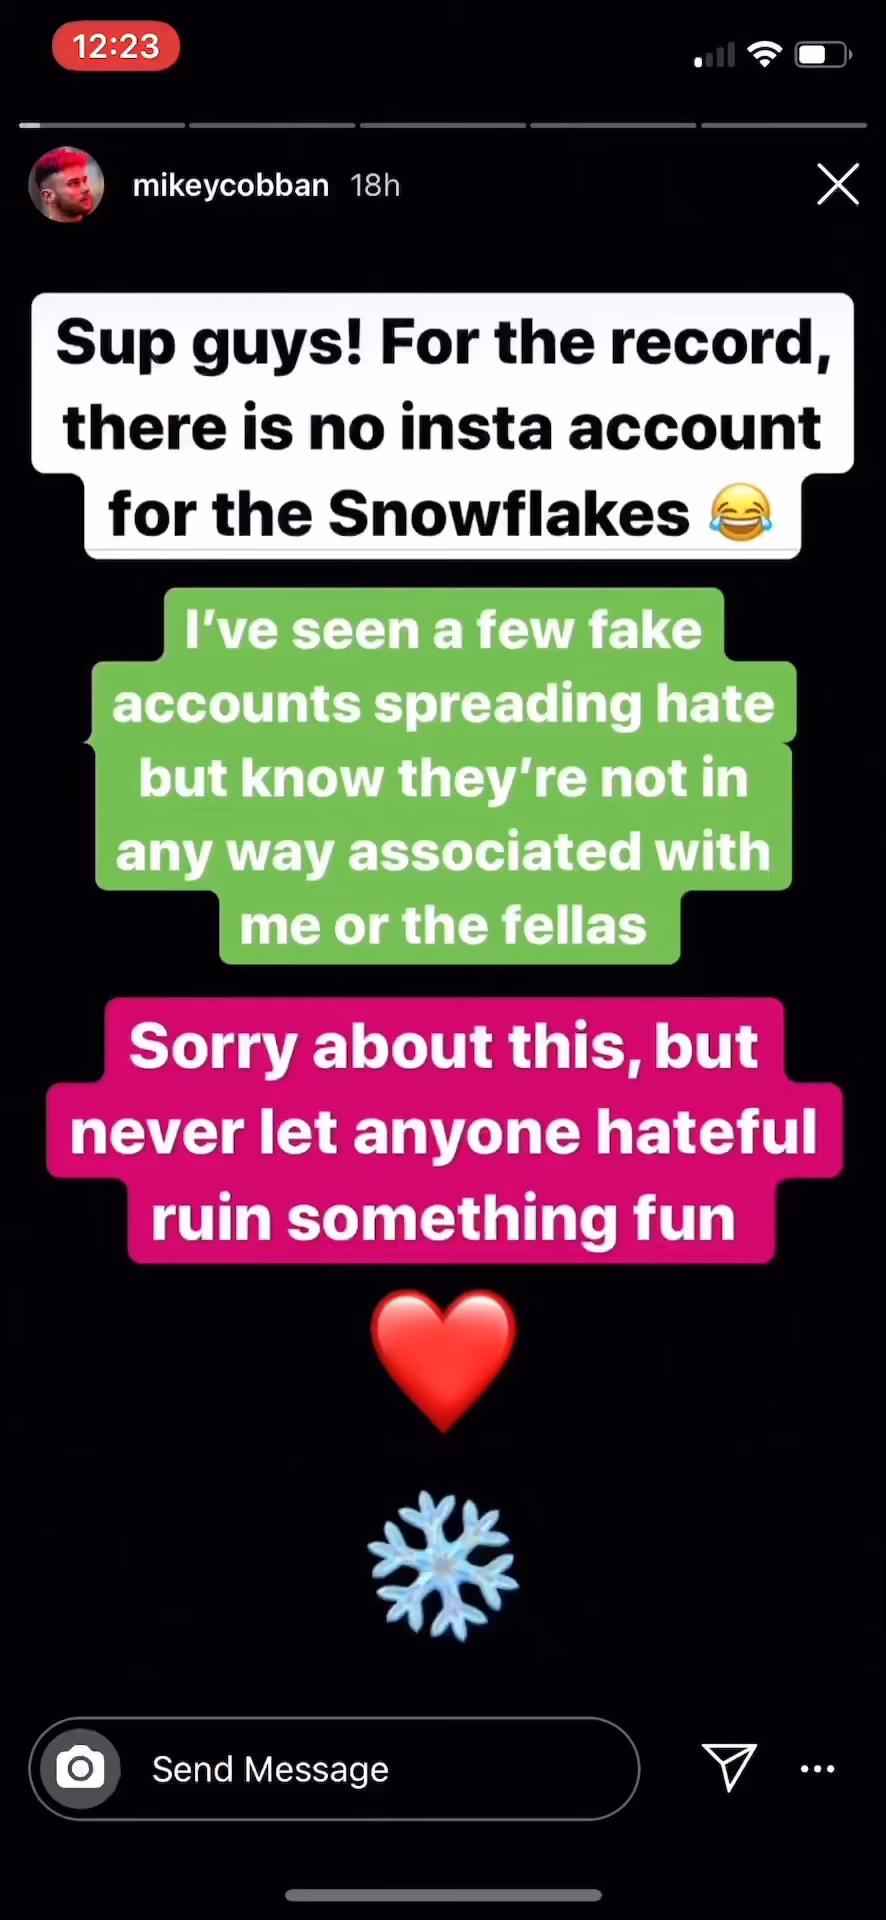 12:23
mikeycobban 18h
Sup guys! For the record,
there is no insta account
for the Snowflakes 😂
I've seen a few fake
accounts spreading hate
but know they're not in
any way associated with
me or the fellas
Sorry about this, but
never let anyone hateful
ruin something fun
Send Message